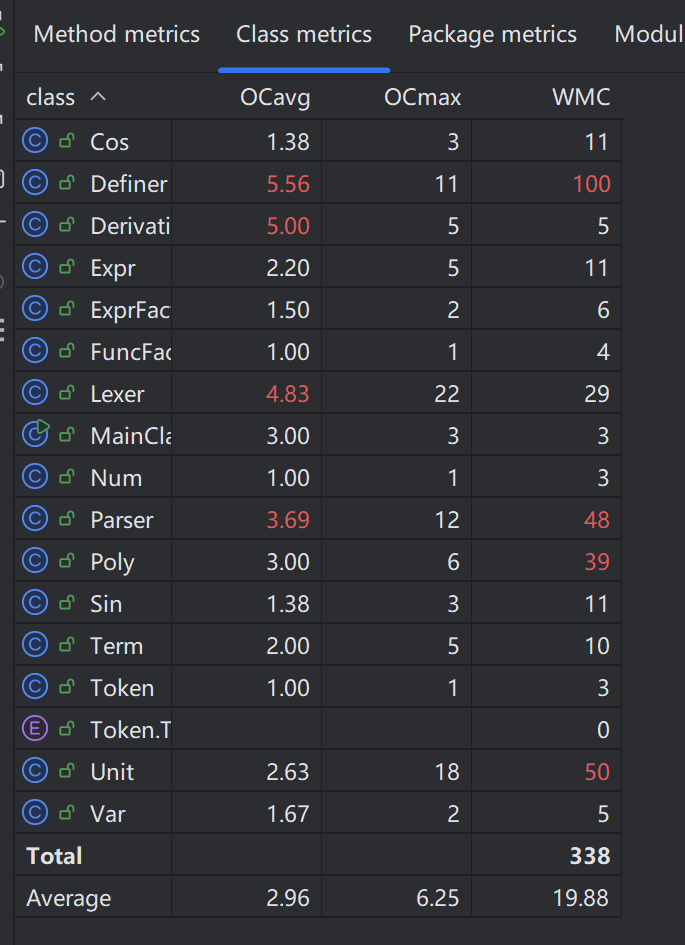 Method metrics Class metrics Package metrics Modul
class OCavg OCmax WMC
C Cos 1.38 3 11
C Definer 5.56 11 100
C Derivati 5.00 5 5
C Expr 2.20 5 11
C ExprFac 1.50 2 6
C FuncFac 1.00 1 4
C Lexer 4.83 22 29
C MainCla 3.00 3 3
C Num 1.00 1 3
C Parser 3.69 12 48
C Poly 3.00 6 39
C Sin 1.38 3 11
C Term 2.00 5 10
C Token 1.00 1 3
E Token.T 0
C Unit 2.63 18 50
C Var 1.67 2 5
Total 338
Average 2.96 6.25 19.88